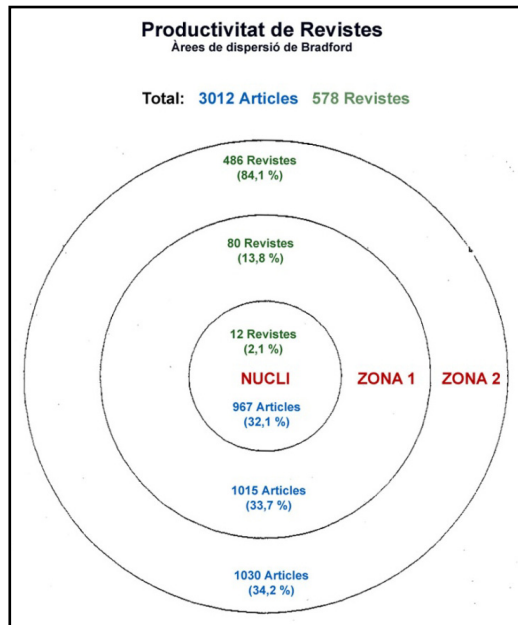 Productivitat de Revistes
Àrees de dispersió de Bradford
Total: 3012 Articles 578 Revistes
486 Revistes
(84,1 %)
80 Revistes
(13,8 %)
12 Revistes
(2,1 %)
NUCLI ZONA 1 ZONA 2
967 Articles
(32,1 %)
1015 Articles
(33,7 %)
1030 Articles
(34,2 %)